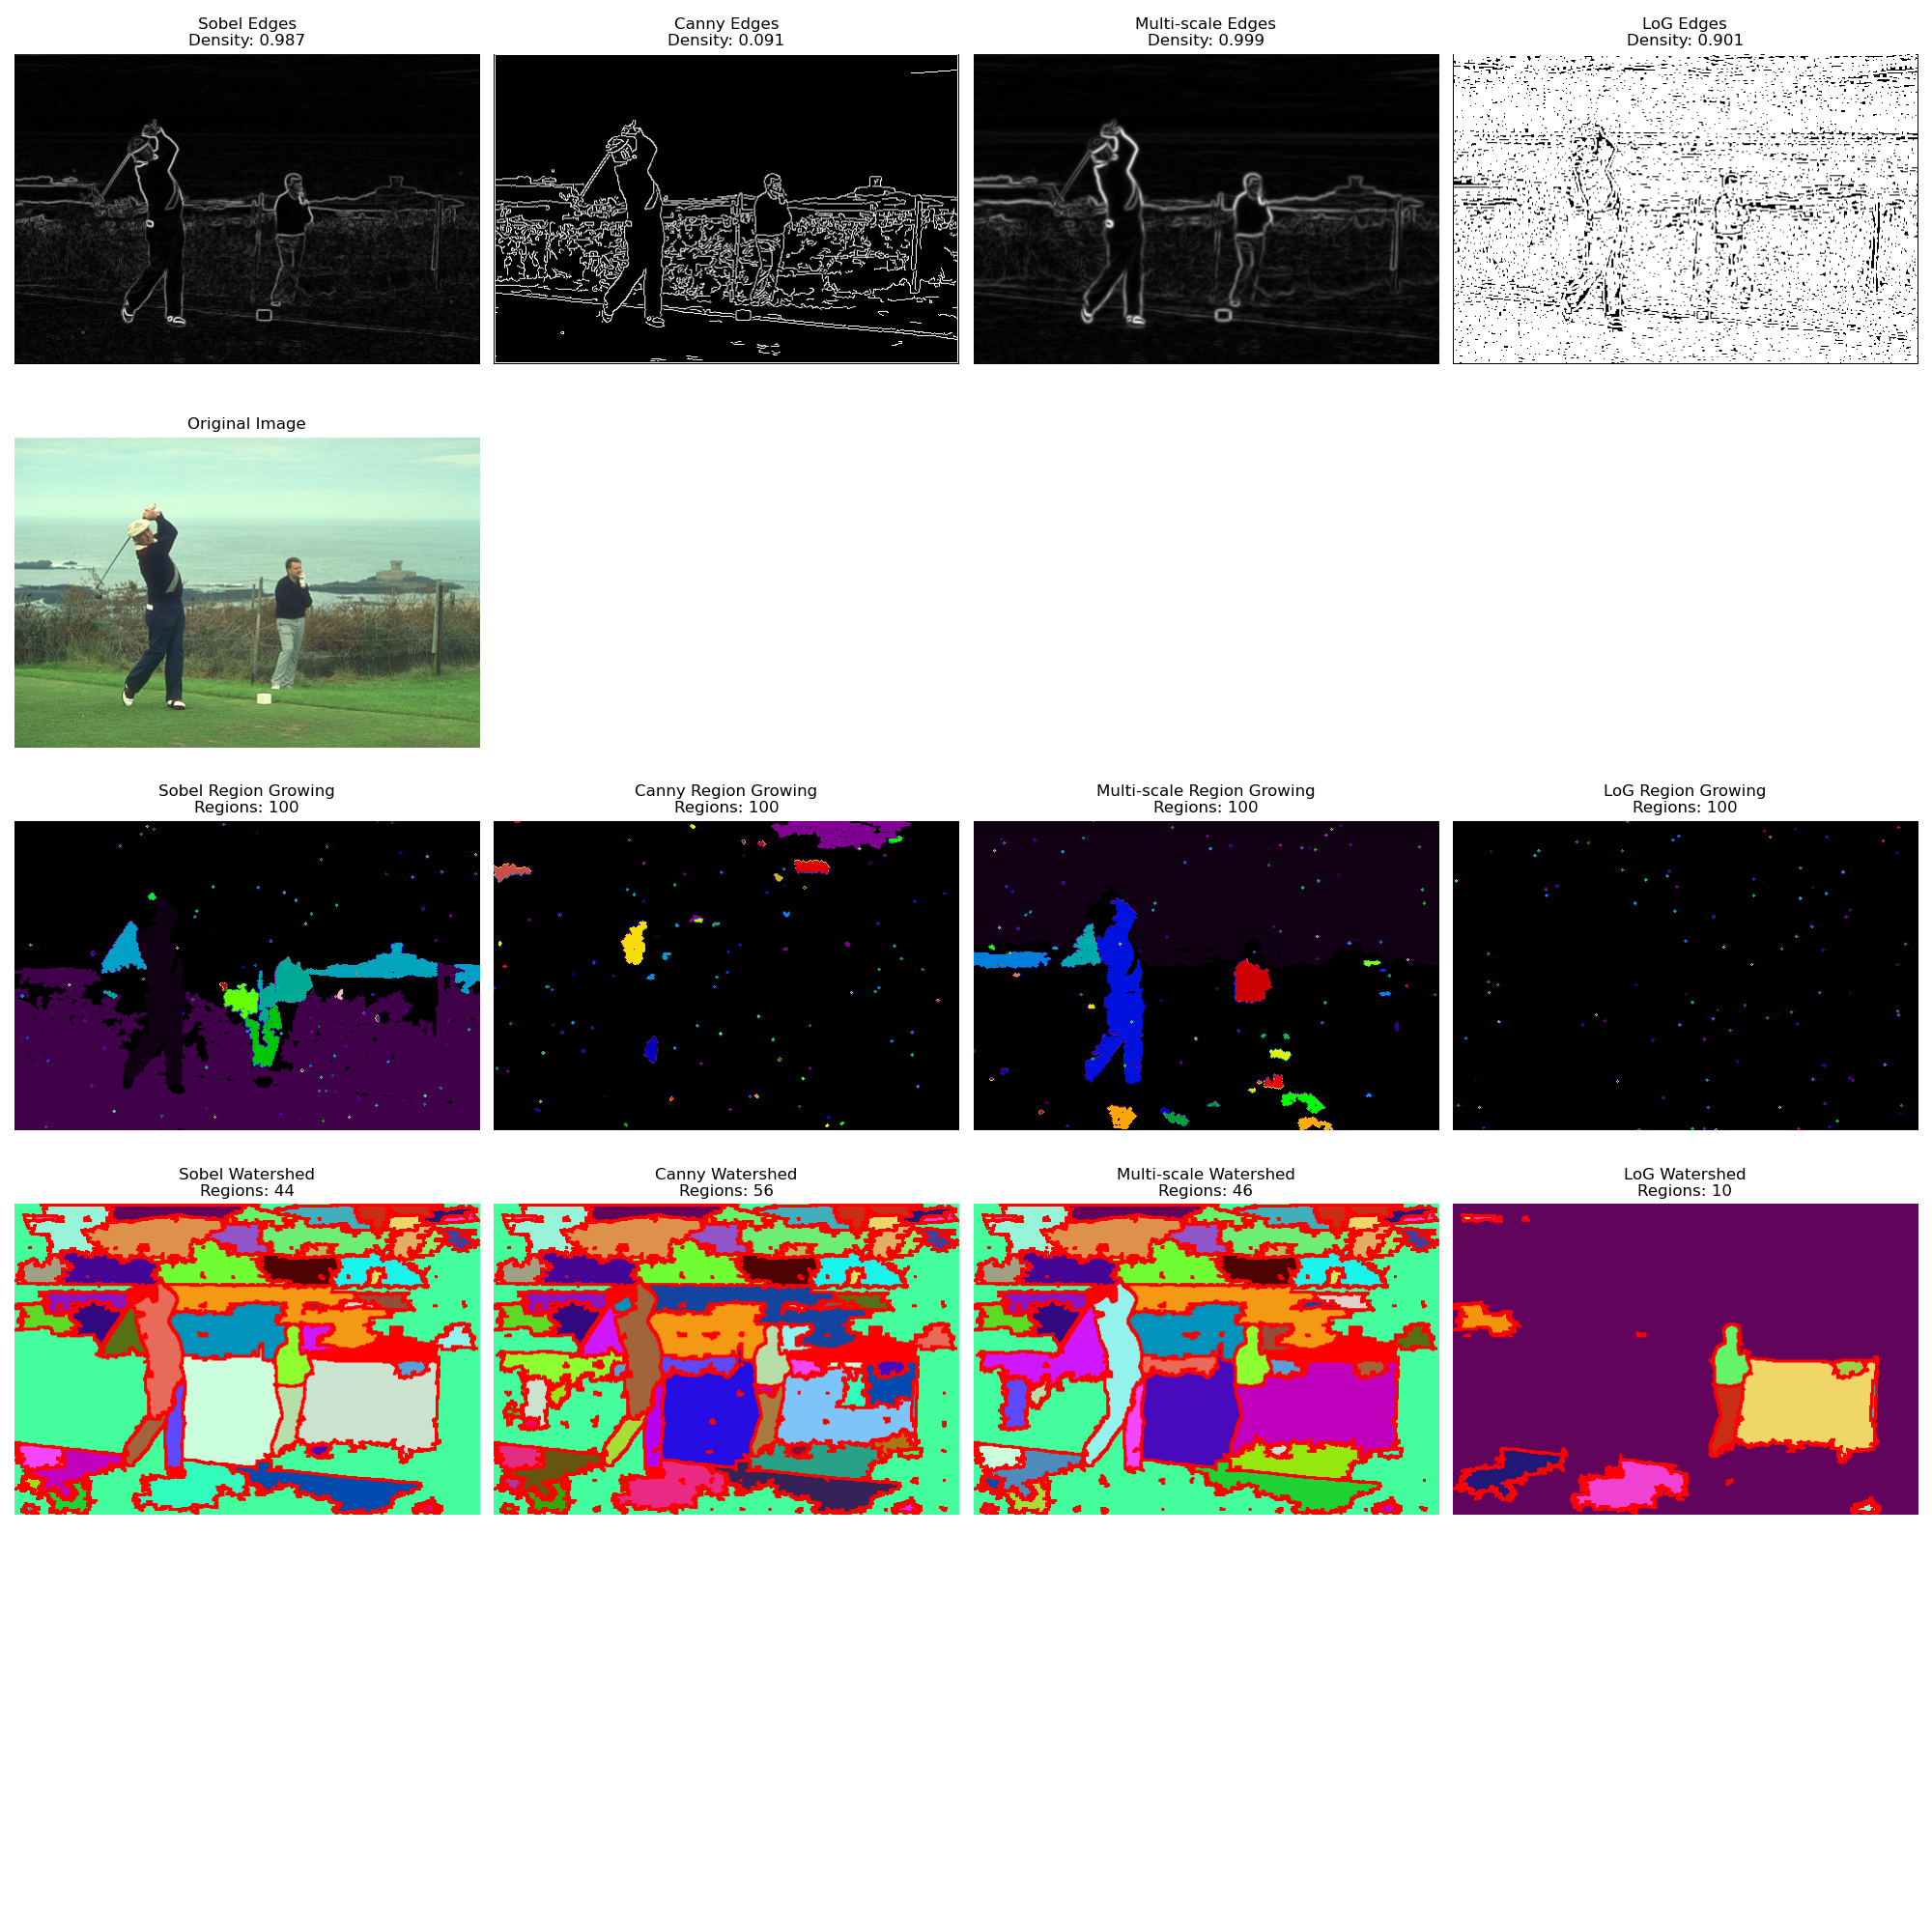 Sobel Edges
Density: 0.987
Canny Edges
Density: 0.091
Multi-scale Edges
Density: 0.999
LoG Edges
Density: 0.901
Original Image
Sobel Region Growing
Regions: 100
Canny Region Growing
Regions: 100
Multi-scale Region Growing
Regions: 100
LoG Region Growing
Regions: 100
Sobel Watershed
Regions: 44
Canny Watershed
Regions: 56
Multi-scale Watershed
Regions: 46
LoG Watershed
Regions: 10